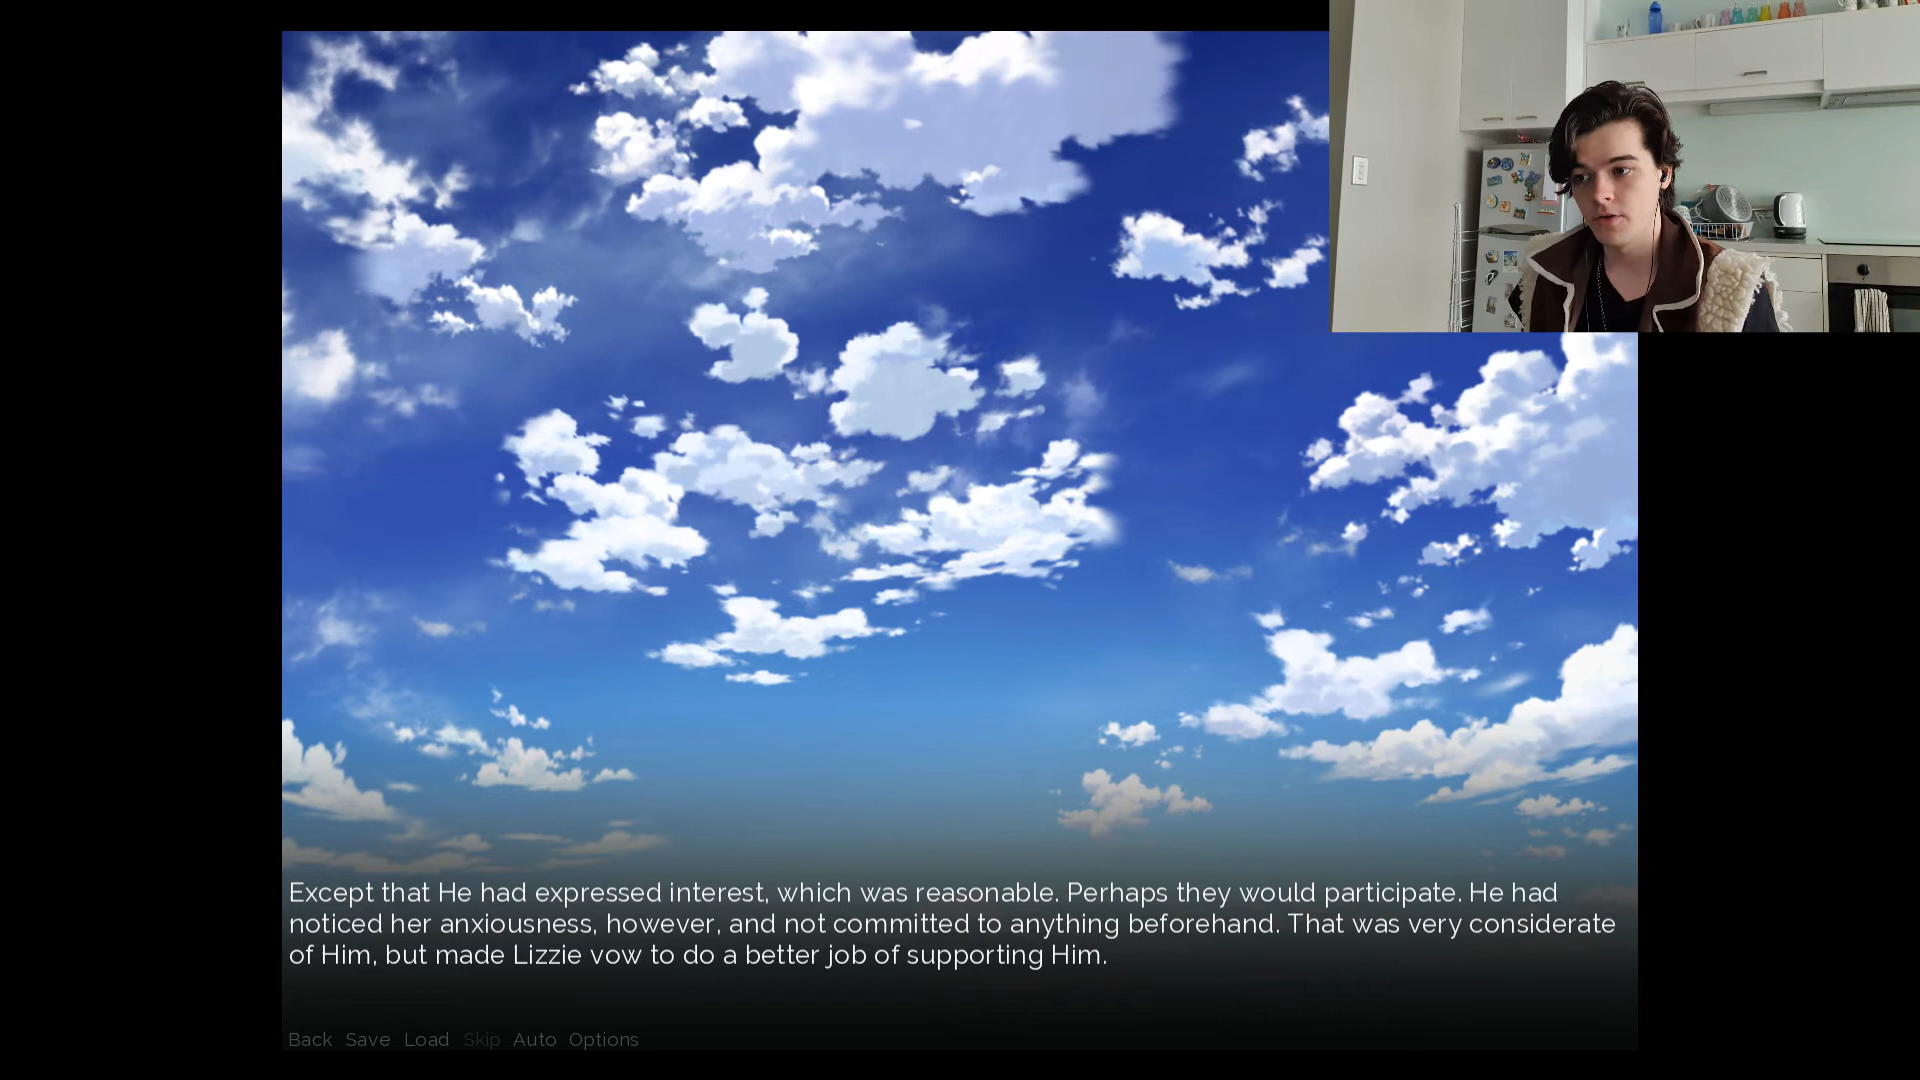 Except that He had expressed interest, which was reasonable. Perhaps they would participate. He had
noticed her anxiousness, however, and not committed to anything beforehand. That was very considerate
of Him, but made Lizzie vow to do a better job of supporting Him.
Back Save Load Skip Auto Options